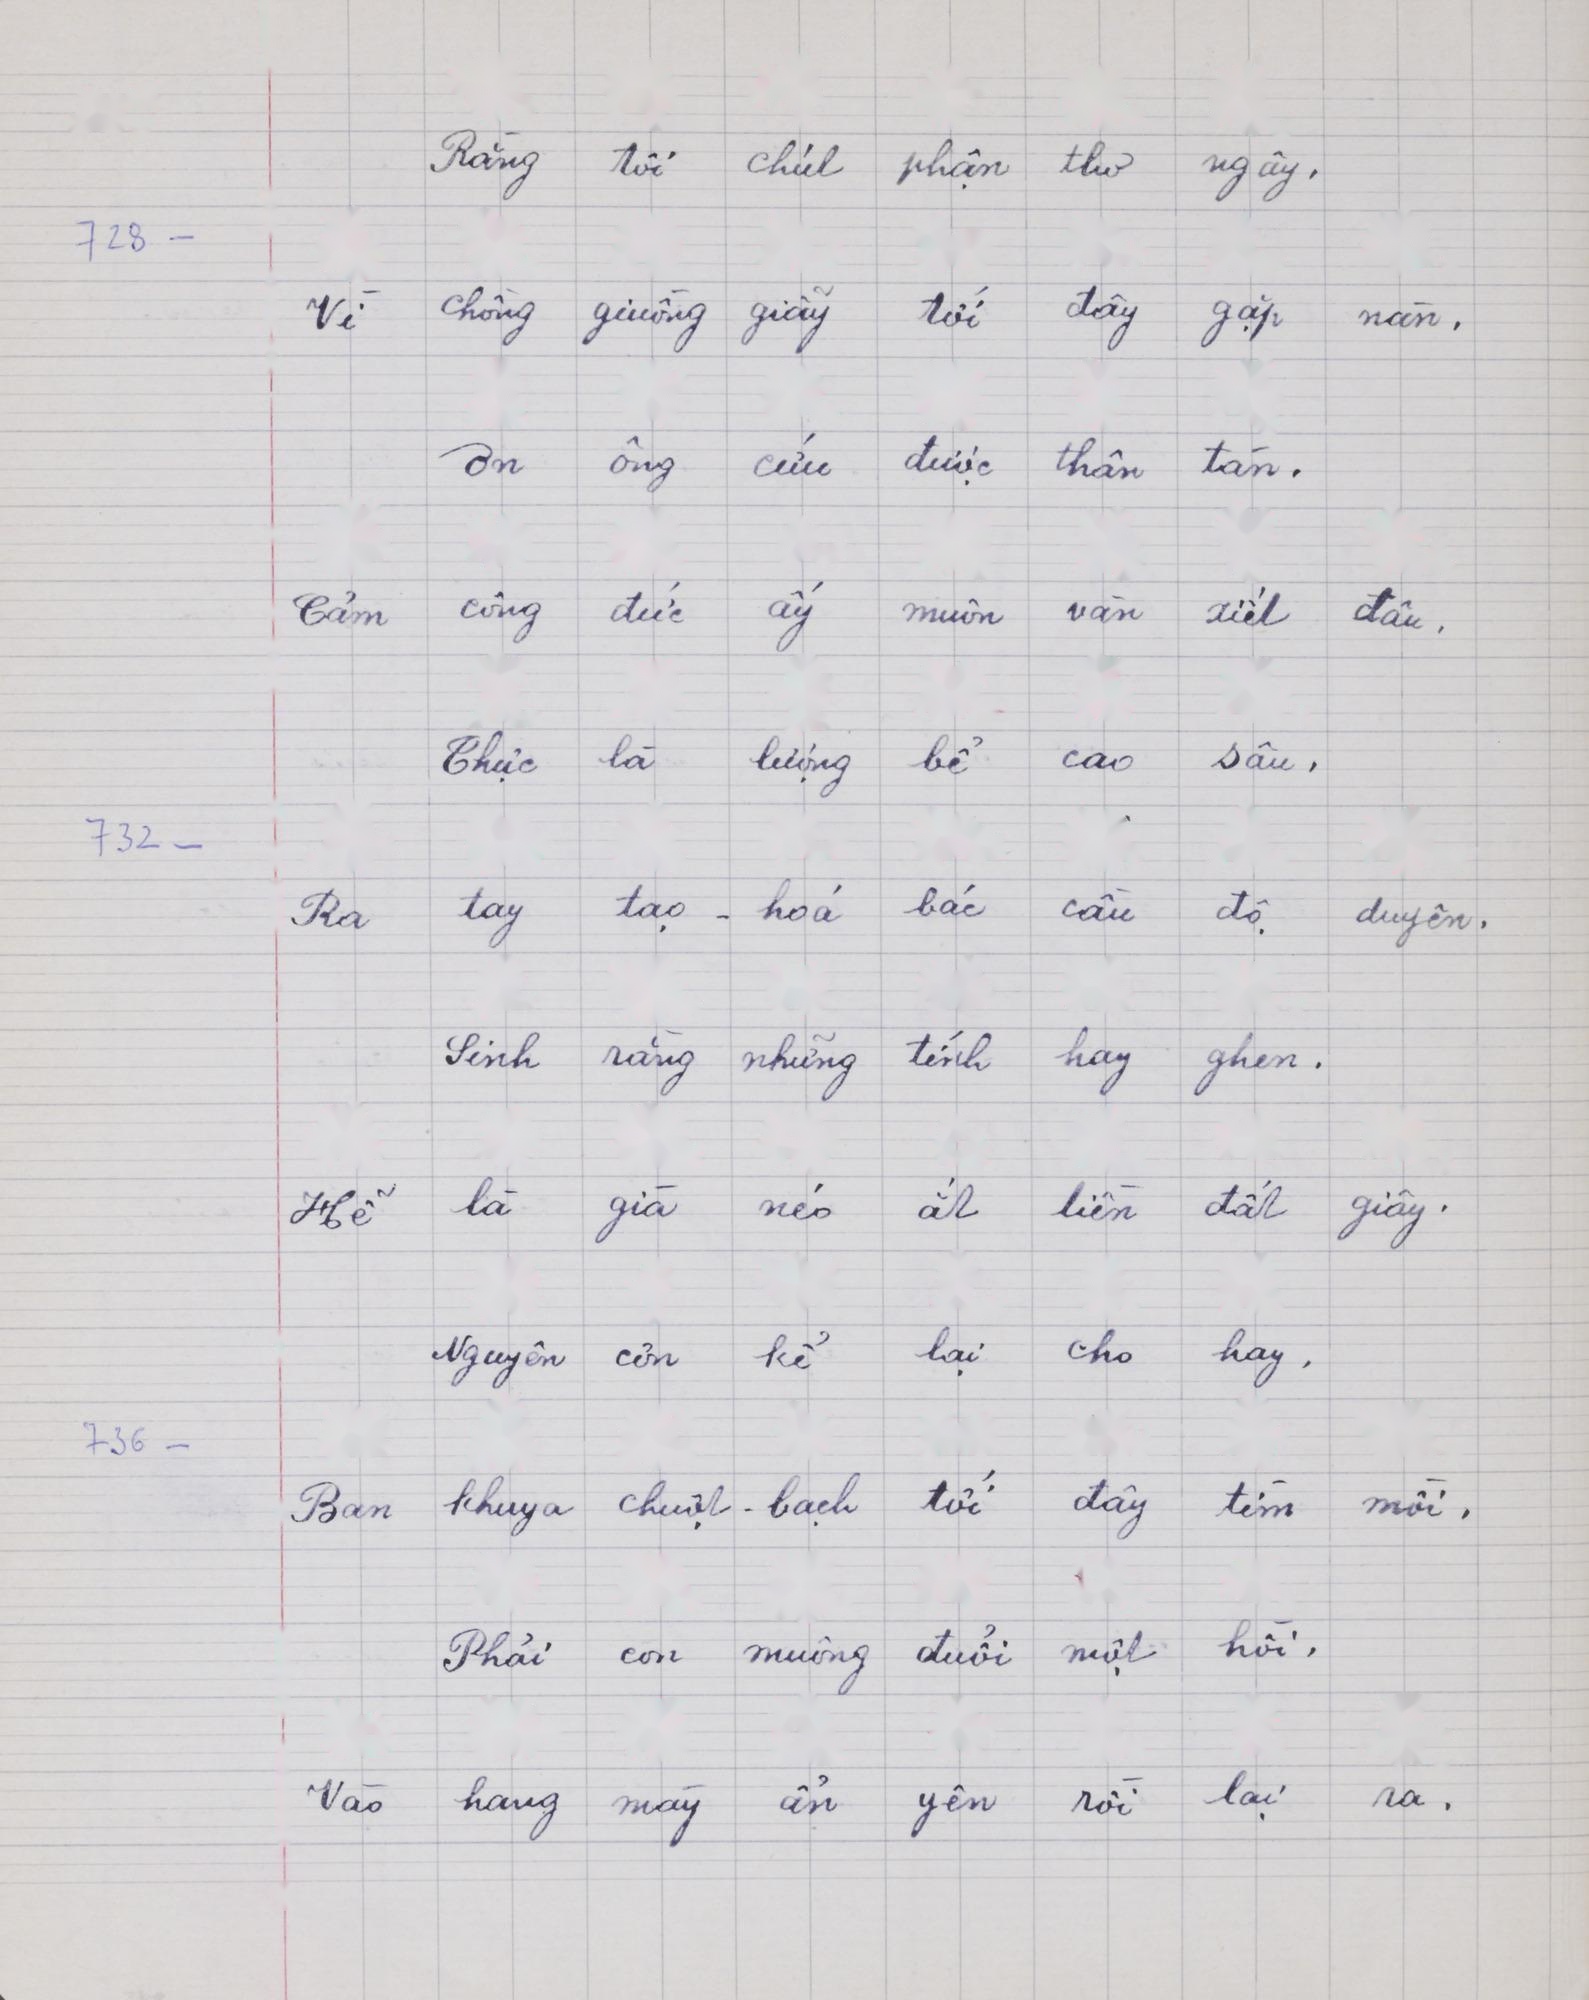 Rằng tôi chút phận thơ ngây.
728 -
Vì chồng giuồng giẫy tới đây gặp nàn.
Ơn ông cứu được thân tàn.
Cảm công đức ấy muôn vàn xiết đâu.
Thực là lượng bể cao sâu.
732 -
Ra tay tạo - hoá bắc cầu độ duyên.
Sinh rằng những tính hay ghen.
Hễ là già néo ắt liền đất giây.
Nguyên cơn kể lại cho hay.
736 -
Ban khuya chuột - bạch tới đây tìm mồi.
Phải con muông đuổi một hồi.
Vào hang mày ẩn yên rồi lại ra.